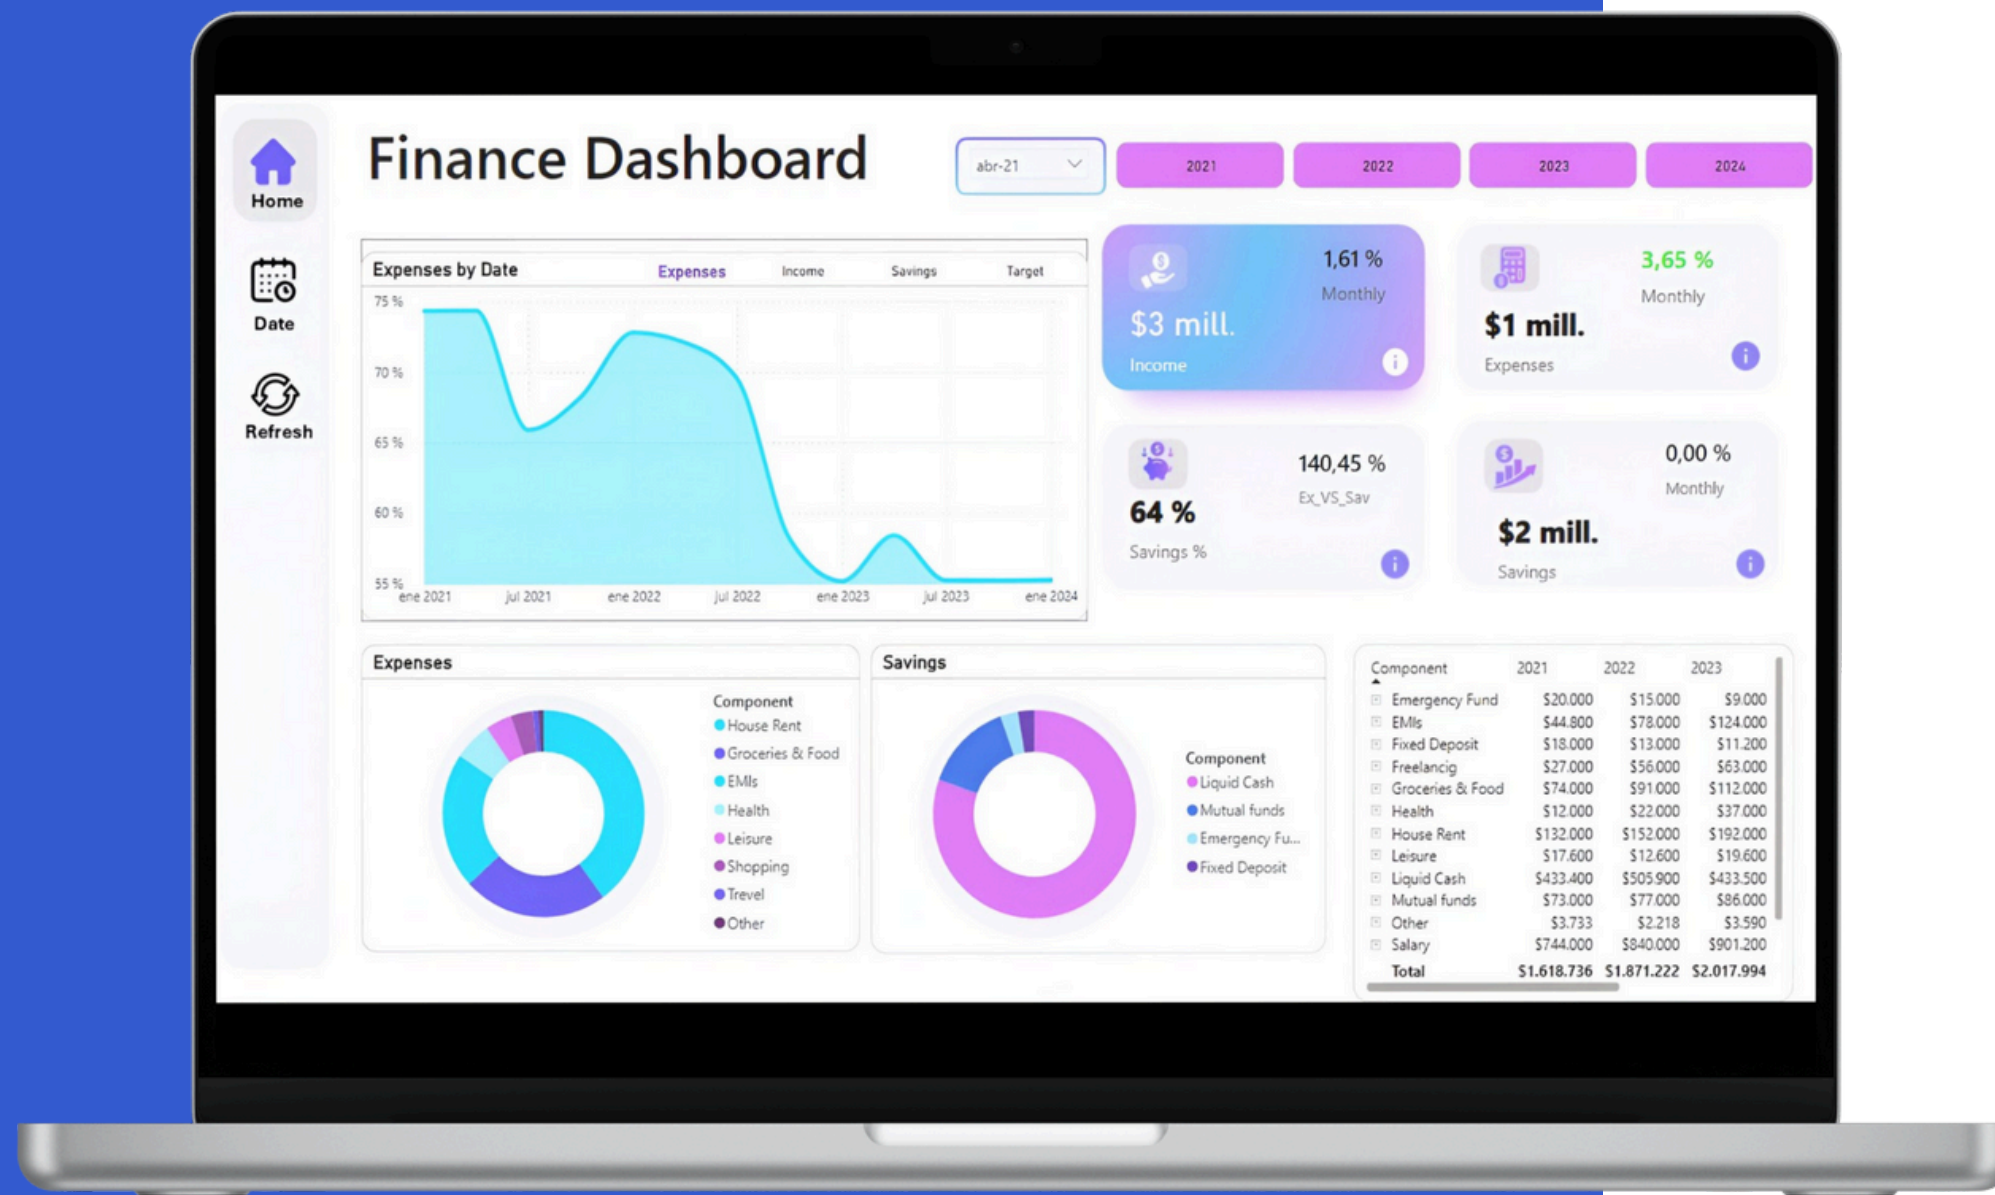 Home
Date
Refresh
Finance Dashboard
abr-21
2021
2022
2023
2024
Expenses by Date
Expenses
Income
Savings
Target
75 %
70 %
65 %
60 %
55 %
ene 2021
jul 2021
ene 2022
jul 2022
ene 2023
jul 2023
ene 2024
1,61 %
Monthly
$3 mill.
Income
3,65 %
Monthly
$1 mill.
Expenses
140,45 %
Ex_VS_Sav
64 %
Savings %
0,00 %
Monthly
$2 mill.
Savings
Expenses
Component
House Rent
Groceries & Food
EMIs
Health
Leisure
Shopping
Trevel
Other
Savings
Component
Liquid Cash
Mutual funds
Emergency Fu...
Fixed Deposit
Component 2021 2022 2023
Emergency Fund $20.000 $15.000 $9.000
EMIs $44.800 $78.000 $124.000
Fixed Deposit $18.000 $13.000 $11.200
Freelancig $27.000 $56.000 $63.000
Groceries & Food $74.000 $91.000 $112.000
Health $12.000 $22.000 $37.000
House Rent $132.000 $152.000 $192.000
Leisure $17.600 $12.600 $19.600
Liquid Cash $433.400 $505.900 $433.500
Mutual funds $73.000 $77.000 $86.000
Other $3.733 $2.218 $3.590
Salary $744.000 $840.000 $901.200
Total $1.618.736 $1.871.222 $2.017.994